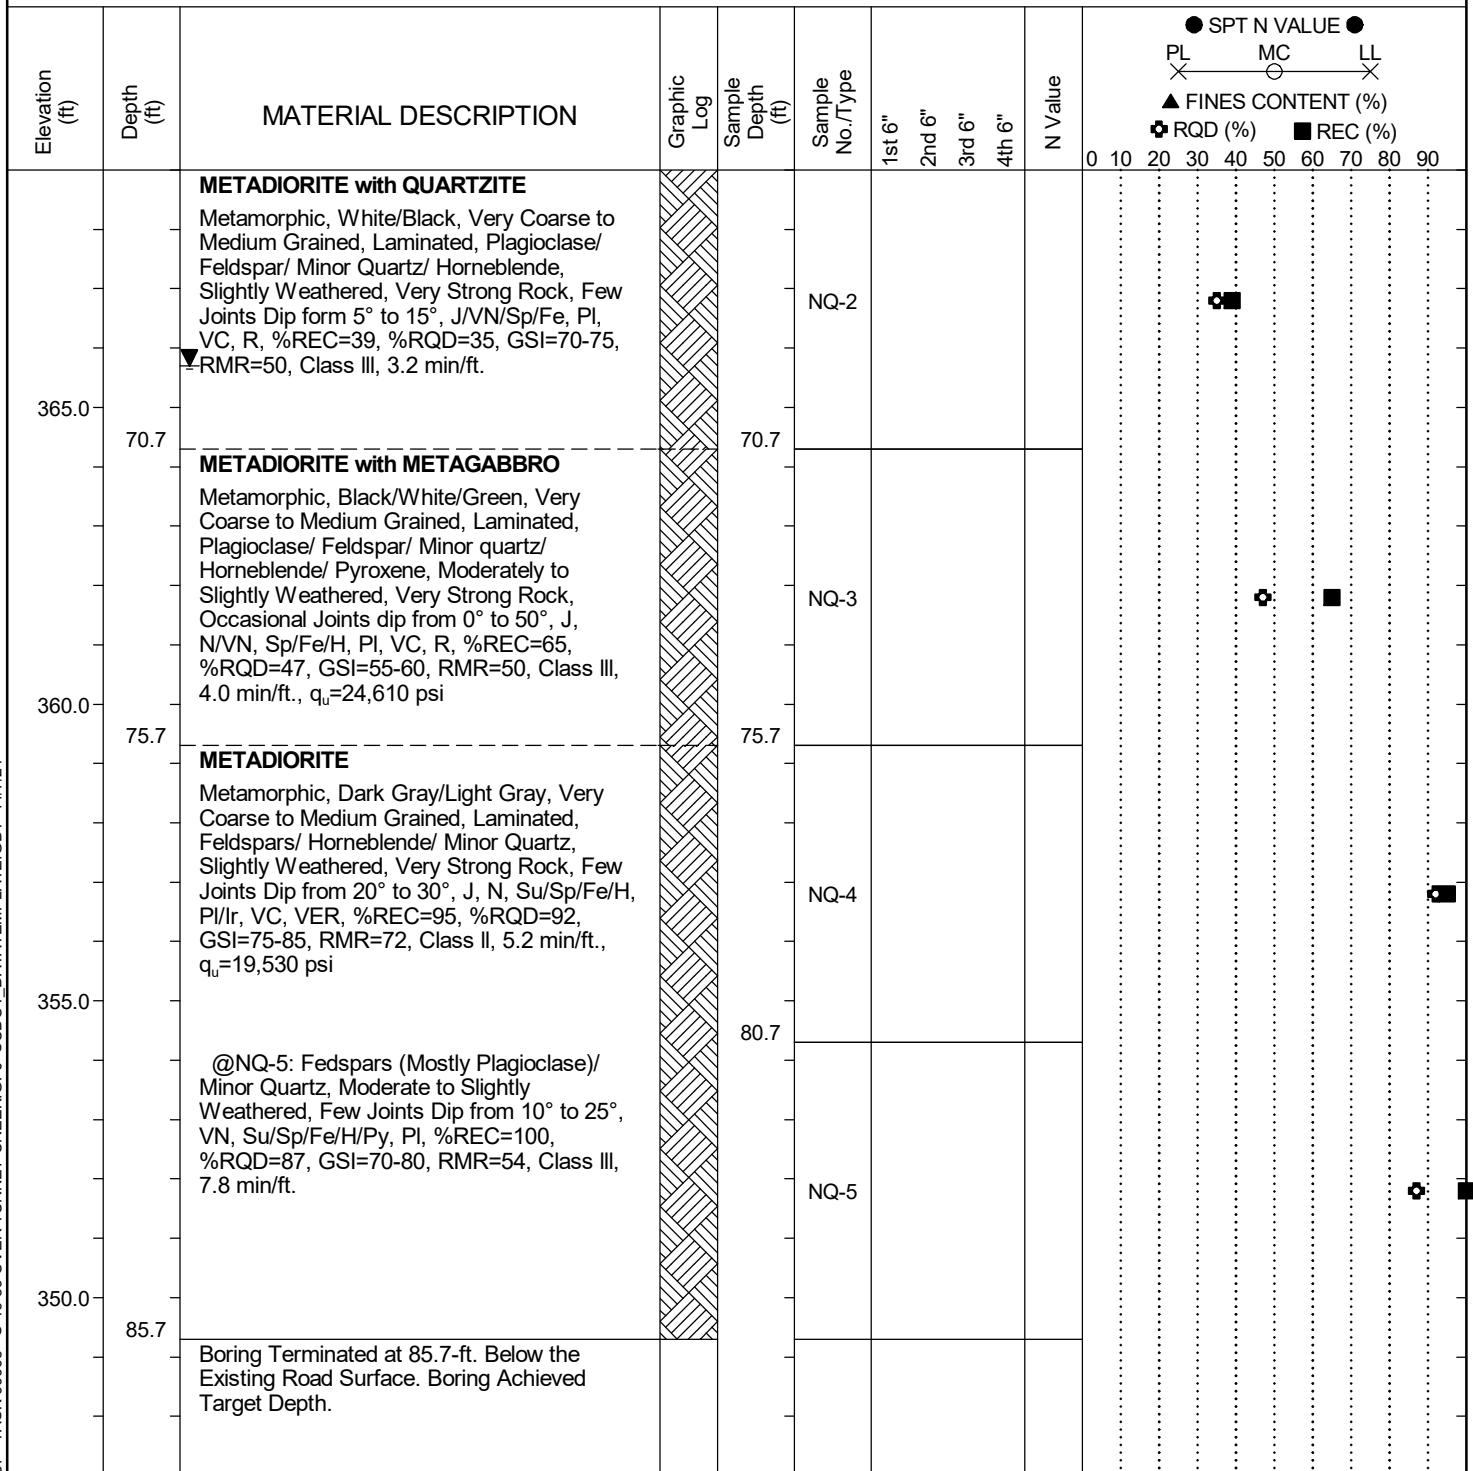 ● SPT N VALUE ●
PL MC LL
▲ FINES CONTENT (%)
RQD (%) ■ REC (%)
0 10 20 30 40 50 60 70 80 90
Elevation (ft)
Depth (ft)
MATERIAL DESCRIPTION
Graphic Log
Sample Depth (ft)
Sample No./Type
1st 6"
2nd 6"
3rd 6"
4th 6"
N Value
METADIORITE with QUARTZITE
Metamorphic, White/Black, Very Coarse to
Medium Grained, Laminated, Plagioclase/
Feldspar/ Minor Quartz/ Horneblende,
Slightly Weathered, Very Strong Rock, Few
Joints Dip form 5° to 15°, J/VN/Sp/Fe, Pl,
VC, R, %REC=39, %RQD=35, GSI=70-75,
RMR=50, Class III, 3.2 min/ft.
NQ-2
365.0
70.7
70.7
METADIORITE with METAGABBRO
Metamorphic, Black/White/Green, Very
Coarse to Medium Grained, Laminated,
Plagioclase/ Feldspar/ Minor quartz/
Horneblende/ Pyroxene, Moderately to
Slightly Weathered, Very Strong Rock,
Occasional Joints dip from 0° to 50°, J,
N/VN, Sp/Fe/H, Pl, VC, R, %REC=65,
%RQD=47, GSI=55-60, RMR=50, Class III,
4.0 min/ft., qu=24,610 psi
NQ-3
360.0
75.7
75.7
METADIORITE
Metamorphic, Dark Gray/Light Gray, Very
Coarse to Medium Grained, Laminated,
Feldspars/ Horneblende/ Minor Quartz,
Slightly Weathered, Very Strong Rock, Few
Joints Dip from 20° to 30°, J, N, Su/Sp/Fe/H,
Pl/Ir, VC, VER, %REC=95, %RQD=92,
GSI=75-85, RMR=72, Class II, 5.2 min/ft.,
qu=19,530 psi
NQ-4
355.0
80.7
@NQ-5: Fedspars (Mostly Plagioclase)/
Minor Quartz, Moderate to Slightly
Weathered, Few Joints Dip from 10° to 25°,
VN, Su/Sp/Fe/H/Py, Pl, %REC=100,
%RQD=87, GSI=70-80, RMR=54, Class III,
7.8 min/ft.
NQ-5
350.0
85.7
Boring Terminated at 85.7-ft. Below the
Existing Road Surface. Boring Achieved
Target Depth.